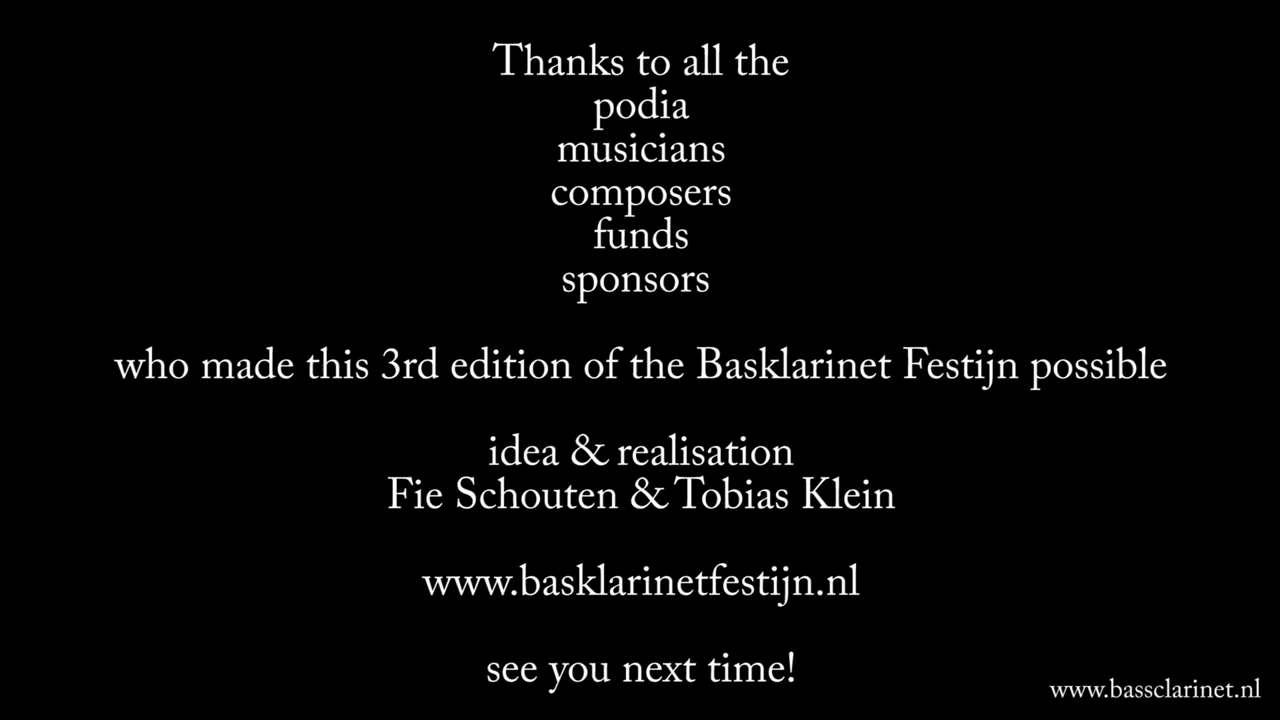 Thanks to all the
podia
musicians
composers
funds
sponsors
who made this 3rd edition of the Basklarinet Festijn possible
idea & realisation
Fie Schouten & Tobias Klein
www.basklarinetfestijn.nl
see you next time!
www.bassclarinet.nl